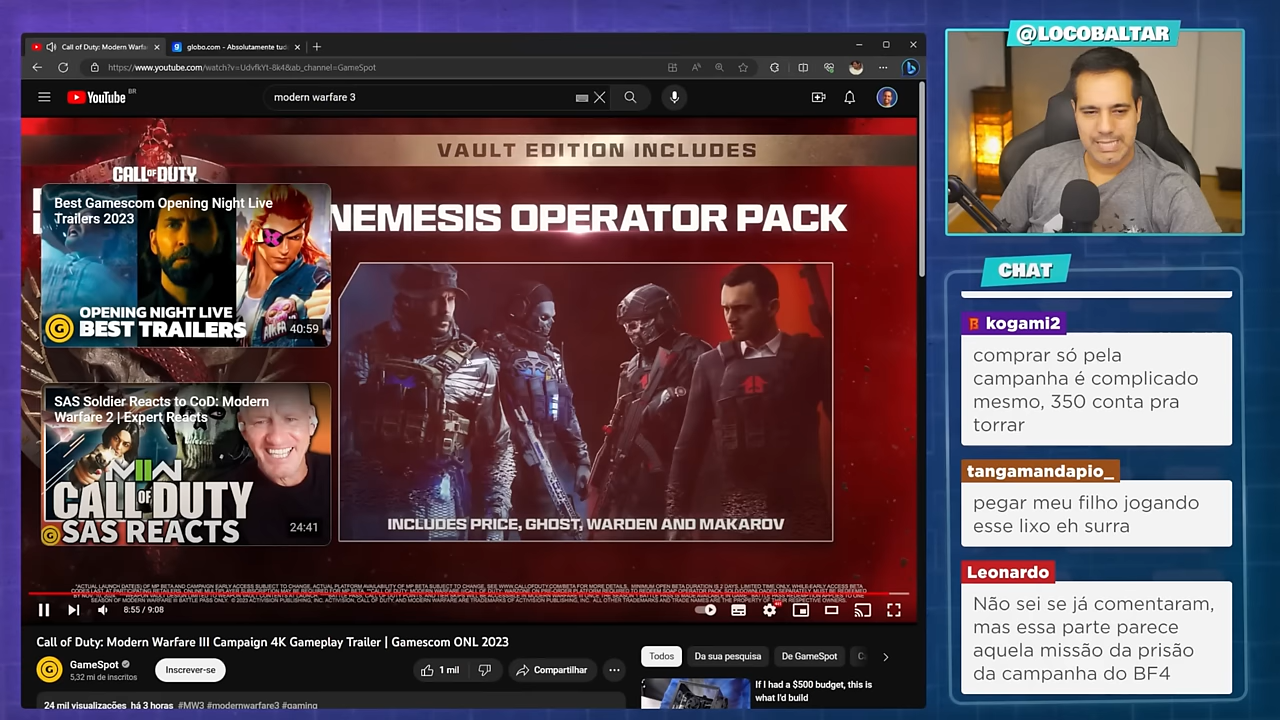 Call of Duty: Modern Warfa
globo.com - Absolutamente tud
https://www.youtube.com/watch?v=UdvfkYt-8k4&ab_channel=GameSpot
YouTube BR
modern warfare 3
VAULT EDITION INCLUDES
CALL OF DUTY
NEMESIS OPERATOR PACK
Best Gamescom Opening Night Live
Trailers 2023
OPENING NIGHT LIVE
BEST TRAILERS
40:59
SAS Soldier Reacts to CoD: Modern
Warfare 2 | Expert Reacts
MWII
CALL OF DUTY
SAS REACTS
24:41
INCLUDES PRICE, GHOST, WARDEN AND MAKAROV
8:55 / 9:08
Call of Duty: Modern Warfare III Campaign 4K Gameplay Trailer | Gamescom ONL 2023
GameSpot
5,32 mi de inscritos
Inscrever-se
1 mil
Compartilhar
24 mil visualizações há 3 horas #MW3 #modernwarfare3 #gaming
Todos
Da sua pesquisa
De GameSpot
If I had a $500 budget, this is
what I'd build
@LOCOBALTAR
CHAT
kogami2
comprar só pela
campanha é complicado
mesmo, 350 conta pra
torrar
tangamandapio_
pegar meu filho jogando
esse lixo eh surra
Leonardo
Não sei se já comentaram,
mas essa parte parece
aquela missão da prisão
da campanha do BF4